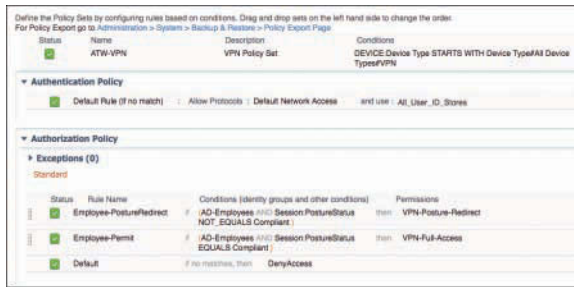 Define the Policy Sets by configuring rules based on conditions. Drag and drop sets on the left hand side to change the order.
For Policy Export go to Administration > System > Backup & Restore > Policy Export Page
Status Name Description Conditions
ATW-VPN VPN Policy Set DEVICE:Device Type STARTS WITH Device Type#All Device
Types#VPN
Authentication Policy
Default Rule (If no match) : Allow Protocols : Default Network Access and use : All_User_ID_Stores
Authorization Policy
Exceptions (0)
Standard
Status Rule Name Conditions (identity groups and other conditions) Permissions
Employee-PostureRedirect if (AD-Employees AND Session:PostureStatus then VPN-Posture-Redirect
NOT_EQUALS Compliant )
Employee-Permit if (AD-Employees AND Session:PostureStatus then VPN-Full-Access
EQUALS Compliant )
Default if no matches, then DenyAccess